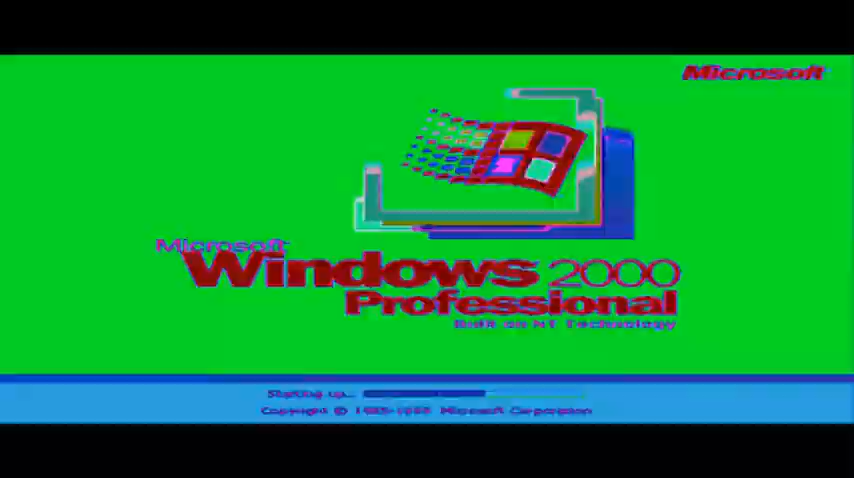 Microsoft
Microsoft
Windows 2000
Professional
Built on NT Technology
Starting up...
Copyright © 1985-1999 Microsoft Corporation